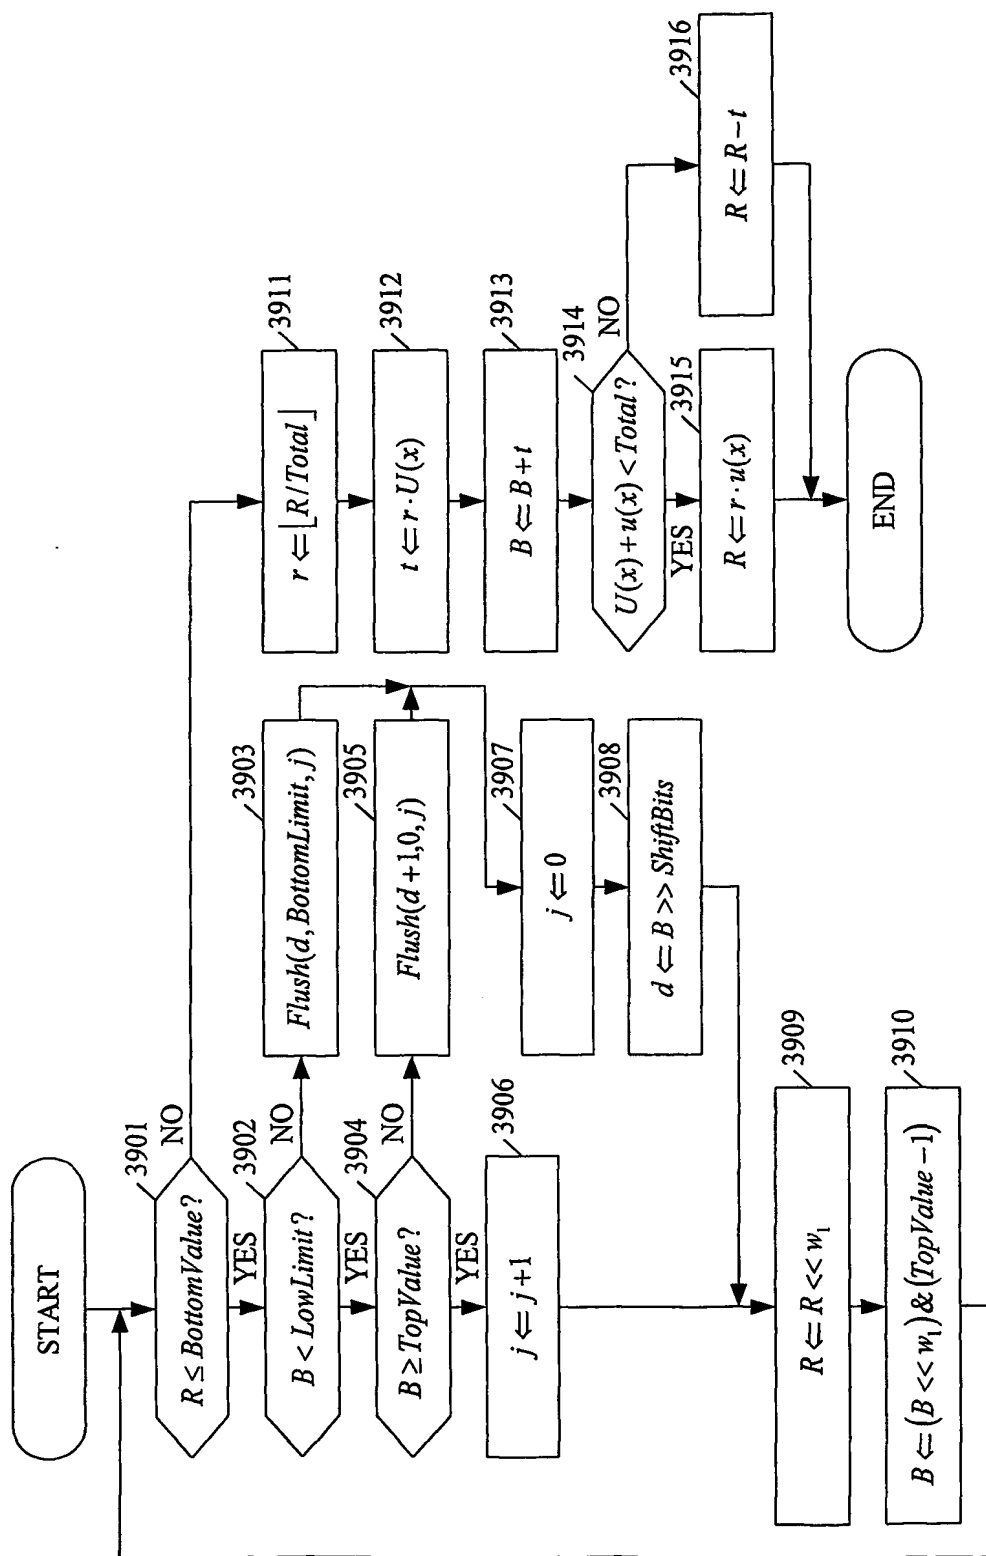 START
3901
R ≤ BottomValue?
NO
YES
3902
B < LowLimit?
NO
YES
3903
Flush(d, BottomLimit, j)
3904
B ≥ TopValue?
NO
YES
3905
Flush(d+1,0,j)
3906
j ⇐ j+1
3907
j ⇐ 0
3908
d ⇐ B >> ShiftBits
3909
R ⇐ R << w₁
3910
B ⇐ (B << w₁) & (TopValue −1)
3911
r ⇐ ⌊R/Total⌋
3912
t ⇐ r · U(x)
3913
B ⇐ B+t
3914
U(x)+u(x) < Total?
NO
YES
3915
R ⇐ r · u(x)
3916
R ⇐ R−t
END